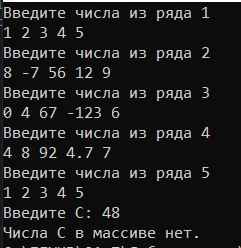 Введите числа из ряда 1
1 2 3 4 5
Введите числа из ряда 2
8 -7 56 12 9
Введите числа из ряда 3
0 4 67 -123 6
Введите числа из ряда 4
4 8 92 4.7 7
Введите числа из ряда 5
1 2 3 4 5
Введите C: 48
Числа C в массиве нет.